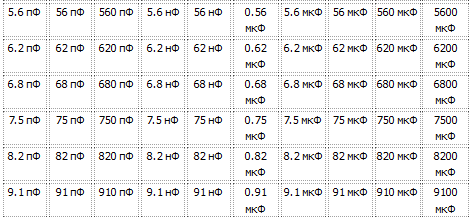 5.6 пФ 56 пФ 560 пФ 5.6 нФ 56 нФ 0.56 мкФ 5.6 мкФ 56 мкФ 560 мкФ 5600 мкФ
6.2 пФ 62 пФ 620 пФ 6.2 нФ 62 нФ 0.62 мкФ 6.2 мкФ 62 мкФ 620 мкФ 6200 мкФ
6.8 пФ 68 пФ 680 пФ 6.8 нФ 68 нФ 0.68 мкФ 6.8 мкФ 68 мкФ 680 мкФ 6800 мкФ
7.5 пФ 75 пФ 750 пФ 7.5 нФ 75 нФ 0.75 мкФ 7.5 мкФ 75 мкФ 750 мкФ 7500 мкФ
8.2 пФ 82 пФ 820 пФ 8.2 нФ 82 нФ 0.82 мкФ 8.2 мкФ 82 мкФ 820 мкФ 8200 мкФ
9.1 пФ 91 пФ 910 пФ 9.1 нФ 91 нФ 0.91 мкФ 9.1 мкФ 91 мкФ 910 мкФ 9100 мкФ